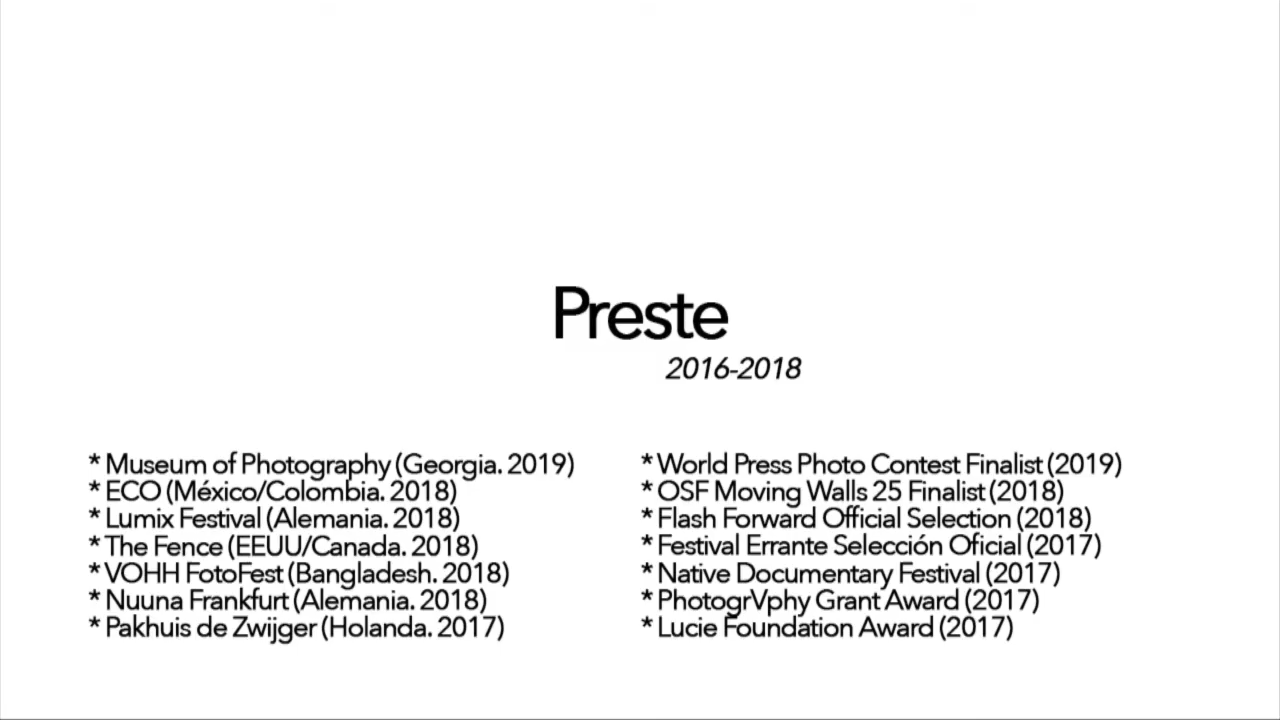 Preste
2016-2018
* Museum of Photography (Georgia. 2019)
* ECO (México/Colombia. 2018)
* Lumix Festival (Alemania. 2018)
* The Fence (EEUU/Canada. 2018)
* VOHH FotoFest (Bangladesh. 2018)
* Nuuna Frankfurt (Alemania. 2018)
* Pakhuis de Zwijger (Holanda. 2017)
* World Press Photo Contest Finalist (2019)
* OSF Moving Walls 25 Finalist (2018)
* Flash Forward Official Selection (2018)
* Festival Errante Selección Oficial (2017)
* Native Documentary Festival (2017)
* PhotogrVphy Grant Award (2017)
* Lucie Foundation Award (2017)